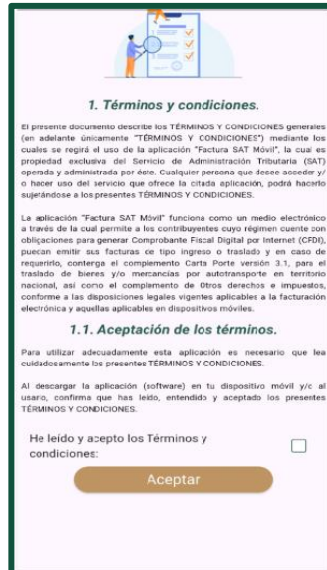 1. Términos y condiciones.
El presente documento describe los TÉRMINOS Y CONDICIONES generales
(en adelante únicamente "TÉRMINOS Y CONDICIONES") mediante los
cuales se regirá el uso de la aplicación "Factura SAT Móvil", la cual es
propiedad exclusiva del Servicio de Administración Tributaria (SAT)
operada y administrada por éste. Cualquier persona que desee acceder y/
o hacer uso del servicio que ofrece la citada aplicación, podrá hacerlo
sujetándose a los presentes TÉRMINOS Y CONDICIONES.
La aplicación "Factura SAT Móvil" funciona como un medio electrónico
a través de la cual permite a los contribuyentes cuyo régimen cuente con
obligaciones para generar Comprobante Fiscal Digital por Internet (CFDI),
puedan emitir sus facturas de tipo ingreso o traslado y en caso de
requerirlo, contenga el complemento Carta Porte versión 3.1, para el
traslado de bienes y/o mercancías por autotransporte en territorio
nacional, así como el complemento de Otros derechos e impuestos,
conforme a las disposiciones legales vigentes aplicables a la facturación
electrónica y aquellas aplicables en dispositivos móviles.
1.1. Aceptación de los términos.
Para utilizar adecuadamente esta aplicación es necesario que lea
cuidadosamente los presentes TÉRMINOS Y CONDICIONES.
Al descargar la aplicación (software) en tu dispositivo móvil y/o al
usarlo, confirma que has leído, entendido y aceptado los presentes
TÉRMINOS Y CONDICIONES.
He leído y acepto los Términos y
condiciones:
Aceptar